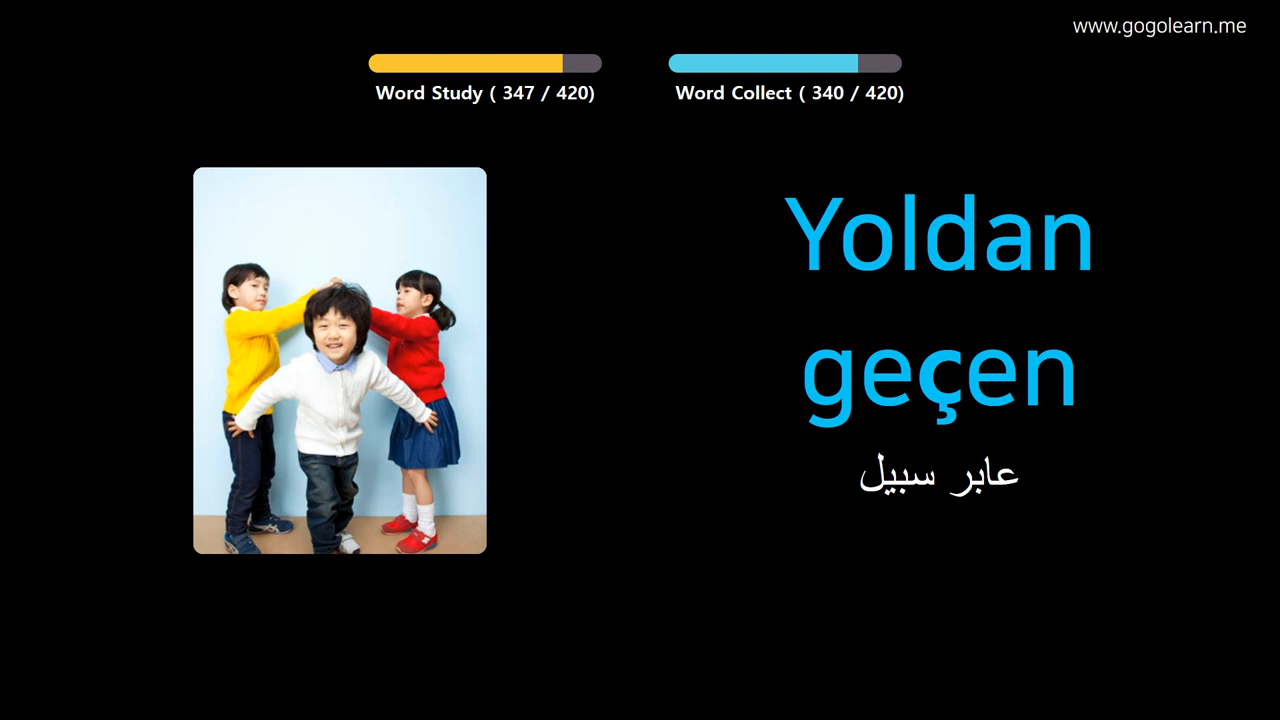 www.gogolearn.me
Word Study ( 347 / 420)
Word Collect ( 340 / 420)
Yoldan
geçen
عابر سبيل